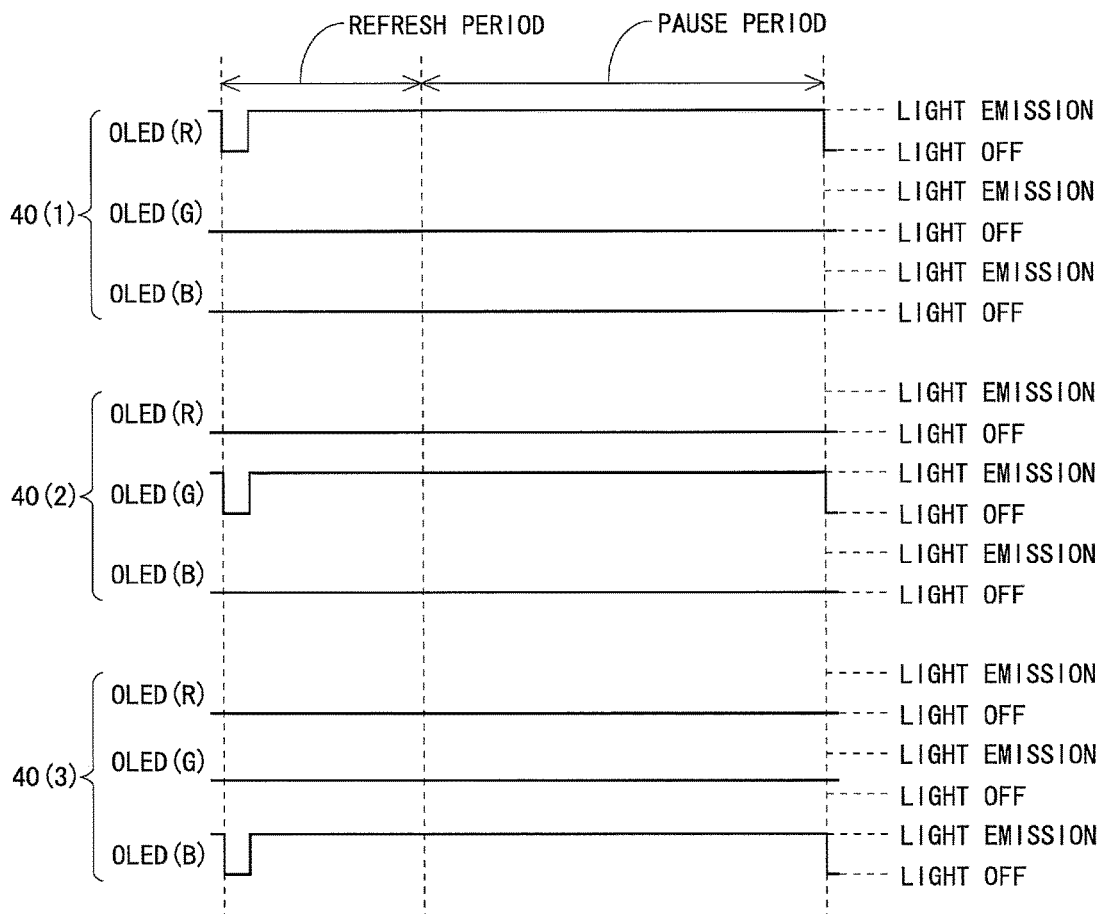 REFRESH PERIOD PAUSE PERIOD
40(1) OLED(R) LIGHT EMISSION
LIGHT OFF
OLED(G) LIGHT EMISSION
LIGHT OFF
OLED(B) LIGHT EMISSION
LIGHT OFF
40(2) OLED(R) LIGHT EMISSION
LIGHT OFF
OLED(G) LIGHT EMISSION
LIGHT OFF
OLED(B) LIGHT EMISSION
LIGHT OFF
40(3) OLED(R) LIGHT EMISSION
LIGHT OFF
OLED(G) LIGHT EMISSION
LIGHT OFF
OLED(B) LIGHT EMISSION
LIGHT OFF